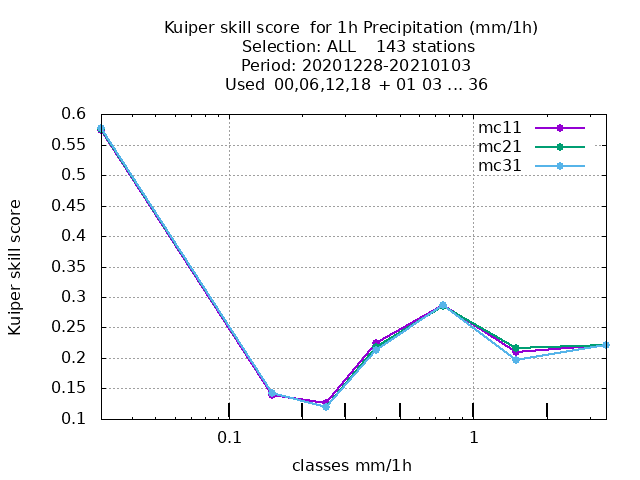 Kuiper skill score  for 1h Precipitation (mm/1h)
Selection: ALL    143 stations
Period: 20201228-20210103
Used  00,06,12,18 + 01 03 ... 36
mc11
mc21
mc31
0.6
0.55
0.5
0.45
0.4
0.35
0.3
0.25
0.2
0.15
0.1
Kuiper skill score
0.1
1
classes mm/1h